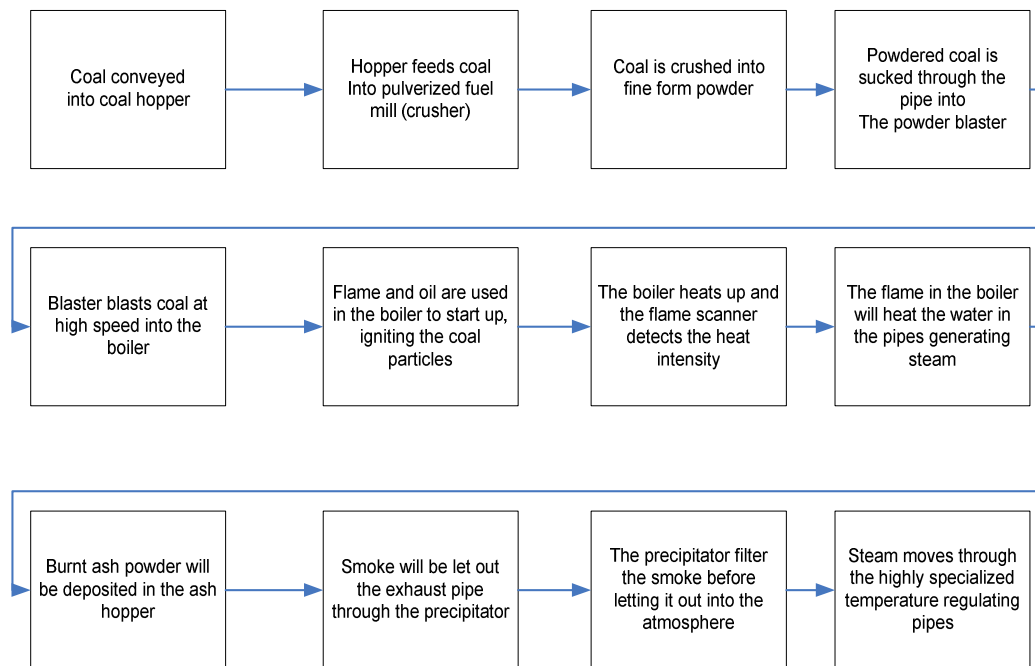 Coal conveyed
into coal hopper
Hopper feeds coal
Into pulverized fuel
mill (crusher)
Coal is crushed into
fine form powder
Powdered coal is
sucked through the
pipe into
The powder blaster
Blaster blasts coal at
high speed into the
boiler
Flame and oil are used
in the boiler to start up,
igniting the coal
particles
The boiler heats up and
the flame scanner
detects the heat
intensity
The flame in the boiler
will heat the water in
the pipes generating
steam
Burnt ash powder will
be deposited in the ash
hopper
Smoke will be let out
the exhaust pipe
through the precipitator
The precipitator filter
the smoke before
letting it out into the
atmosphere
Steam moves through
the highly specialized
temperature regulating
pipes